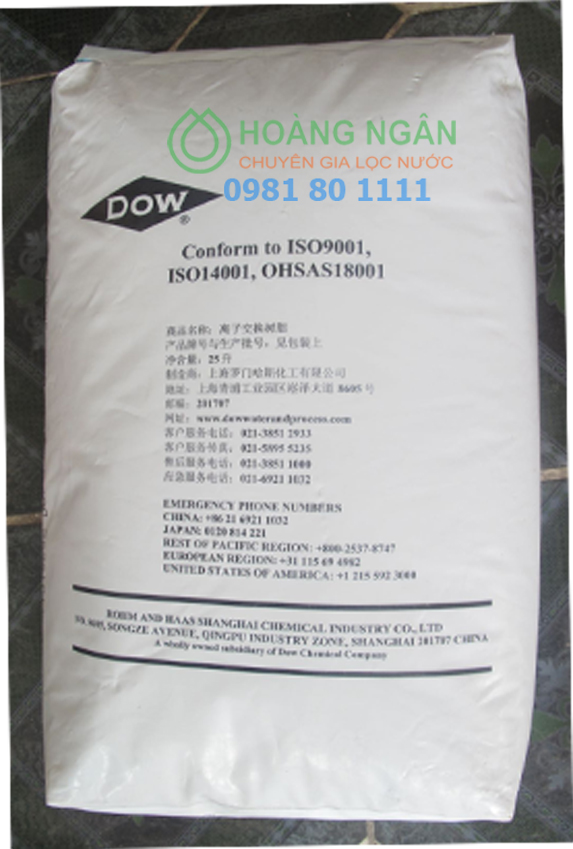 HOÀNG NGÂN
CHUYÊN GIA LỌC NƯỚC
0981 80 1111
DOW
®
Conform to ISO9001,
ISO14001, OHSAS18001
商品名称：离子交换树脂
产品牌号与生产批号：见包装上
净含量：25升
制造商：上海罗门哈斯化工有限公司
地址：上海青浦工业园区崧泽大道 8605 号
邮编：201707
网址：www.dowwaterandprocess.com
客户服务电话：021-3851 2933
客户服务传真：021-5895 5235
售后服务电话：021-3851 1000
应急服务电话：021-6921 1032
EMERGENCY PHONE NUMBERS
CHINA: +86 21 6921 1032
JAPAN: 0120 814 221
REST OF PACIFIC REGION: +800-2537-8747
EUROPEAN REGION: +31 115 69 4982
UNITED STATES OF AMERICA: +1 215 592 3000
ROHM AND HAAS SHANGHAI CHEMICAL INDUSTRY CO., LTD
NO. 8605, SONGZE AVENUE, QINGPU INDUSTRY ZONE, SHANGHAI 201707 CHINA
A wholly owned subsidiary of Dow Chemical Company